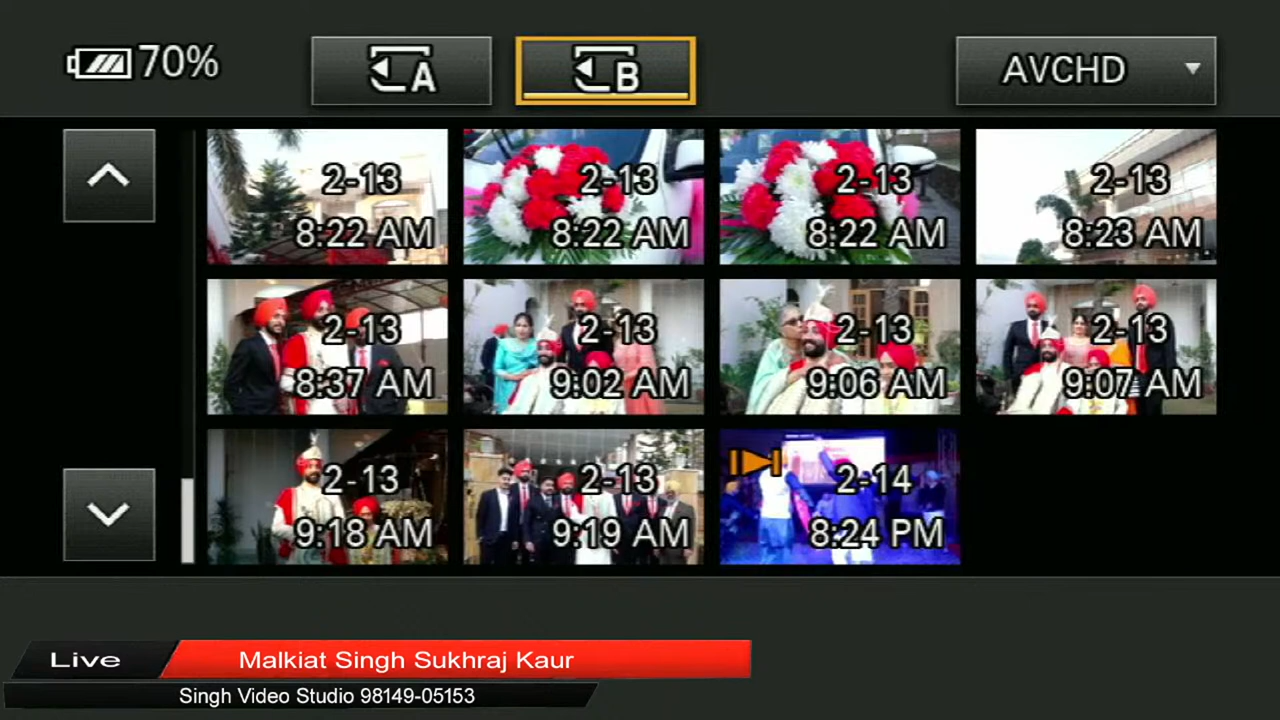 70%
A
B
AVCHD
2-13
8:22 AM
2-13
8:22 AM
2-13
8:22 AM
2-13
8:23 AM
2-13
8:37 AM
2-13
9:02 AM
2-13
9:06 AM
2-13
9:07 AM
2-13
9:18 AM
2-13
9:19 AM
2-14
8:24 PM
Live
Malkiat Singh Sukhraj Kaur
Singh Video Studio 98149-05153